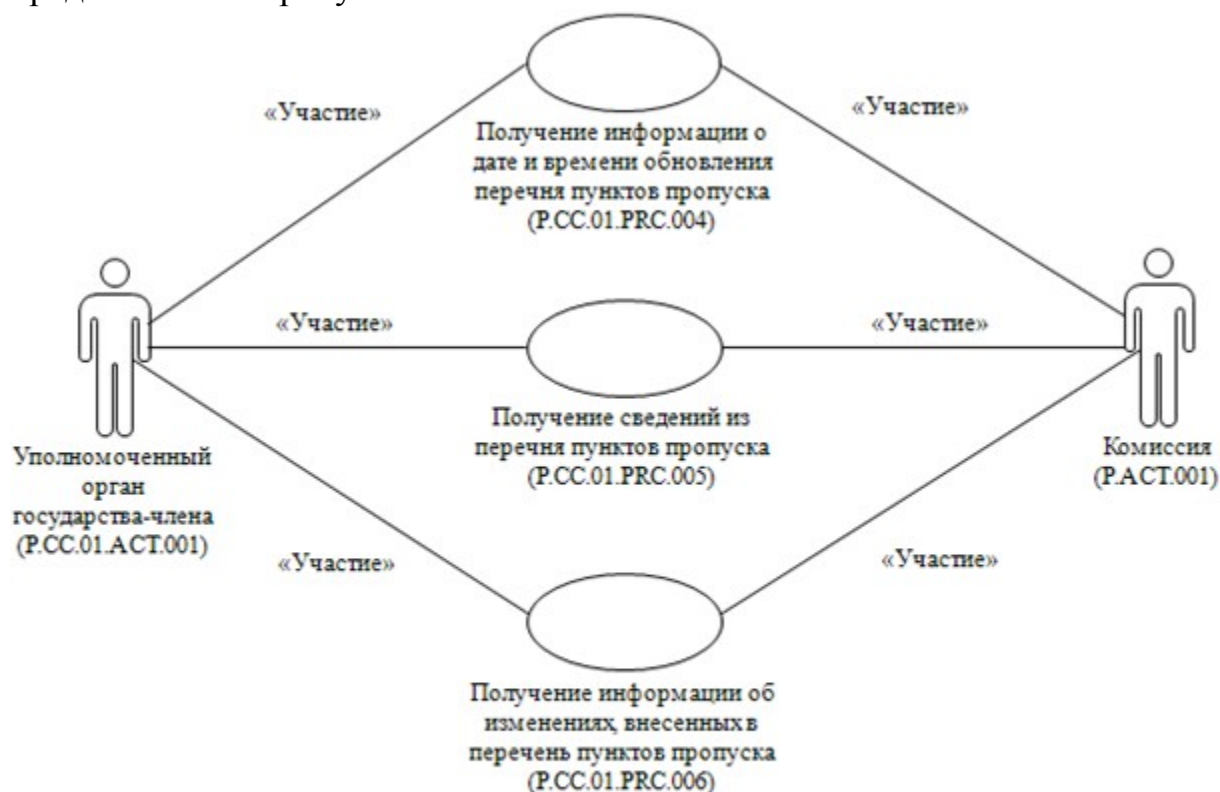 «Участие»
«Участие»
Получение информации о
дате и времени обновления
перечня пунктов пропуска
(P.CC.01.PRC.004)
«Участие»
«Участие»
Получение сведений из
перечня пунктов пропуска
(P.CC.01.PRC.005)
Уполномоченный
орган
государства-члена
(P.CC.01.ACT.001)
Комиссия
(P.ACT.001)
«Участие»
«Участие»
Получение информации об
изменениях, внесенных в
перечень пунктов пропуска
(P.CC.01.PRC.006)